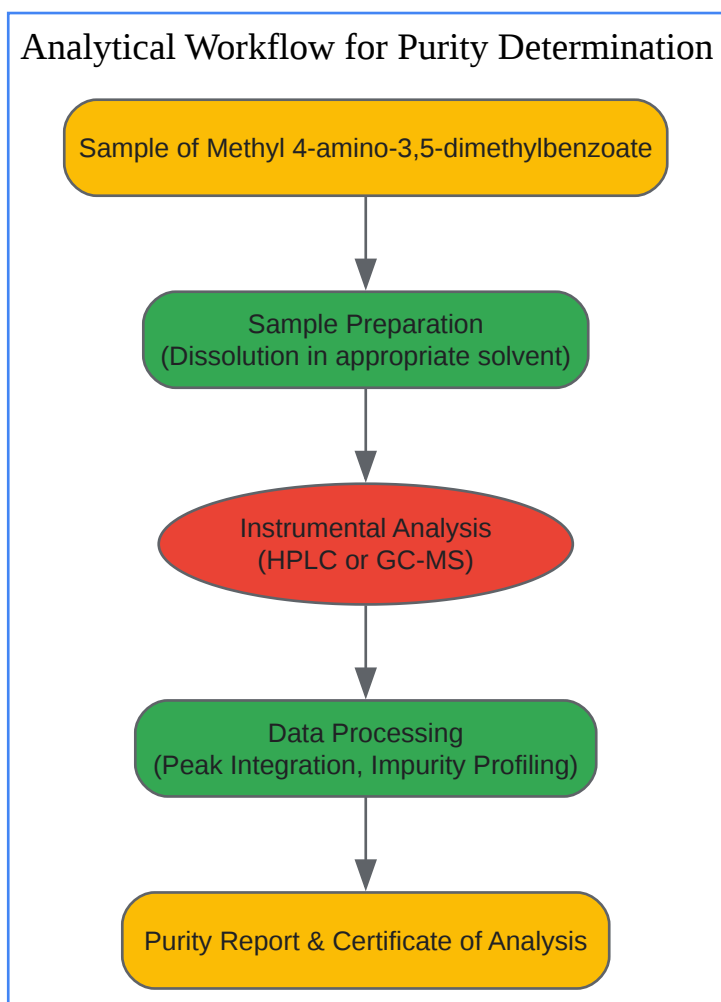 Analytical Workflow for Purity Determination
Sample of Methyl 4-amino-3,5-dimethylbenzoate
Sample Preparation
(Dissolution in appropriate solvent)
Instrumental Analysis
(HPLC or GC-MS)
Data Processing
(Peak Integration, Impurity Profiling)
Purity Report & Certificate of Analysis